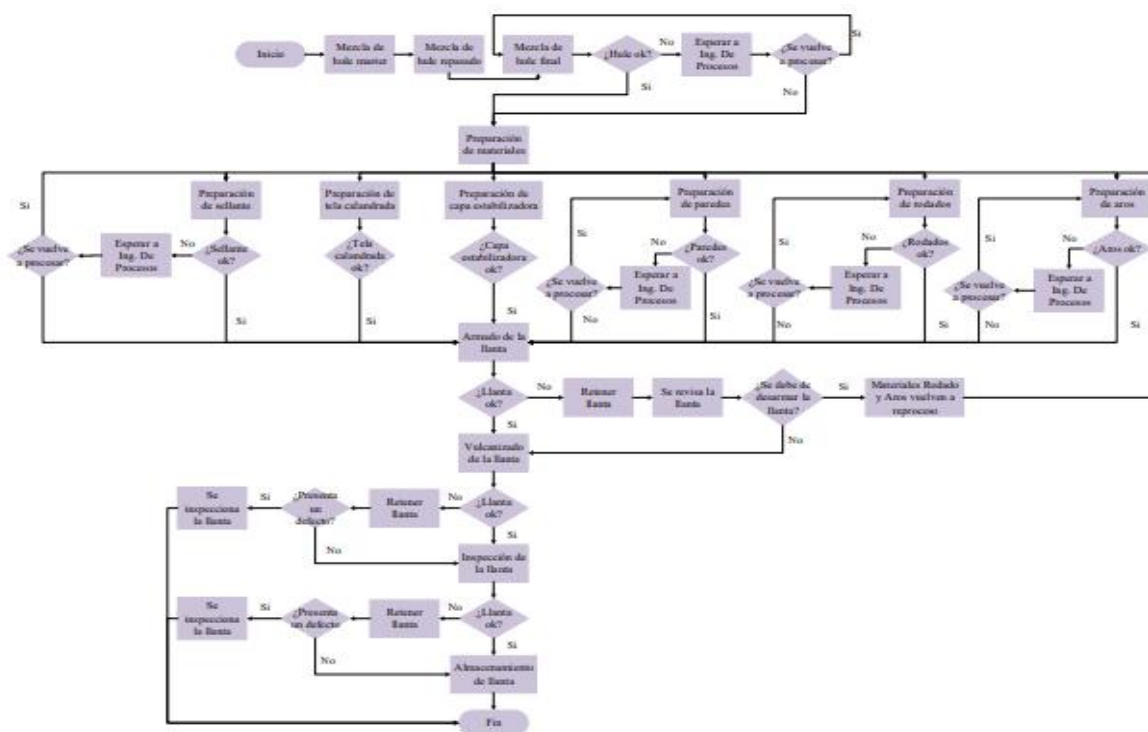 Inicio
Mezcla de
hule master
Mezcla de
hule repasado
Mezcla de
hule final
¿Hule ok?
No
Esperar a
Ing. De
Procesos
¿Se vuelve
a procesar?
Si
Si
No
Preparación
de materiales
Si
Preparación
de sellante
Preparación de
tela calandrada
Preparación de
capa estabilizadora
Preparación
de paredes
Preparación
de rodados
Preparación
de aros
¿Se vuelve
a procesar?
Esperar a
Ing. De
Procesos
No
¿Sellante
ok?
¿Tela
calandrada
ok?
¿Capa
estabilizadora
ok?
Si
No
¿Paredes
ok?
¿Se vuelve
a procesar?
Esperar a
Ing. De
Procesos
Si
No
¿Rodados
ok?
¿Se vuelve
a procesar?
Esperar a
Ing. De
Procesos
Si
No
¿Aros ok?
¿Se vuelve
a procesar?
Esperar a
Ing. De
Procesos
Si
Si
Si
Si
No
Si
No
Si
No
Si
Armado de la
llanta
¿Llanta
ok?
No
Retener
llanta
Se revisa la
llanta
¿Se debe de
desarmar la
llanta?
Si
Materiales Rodado
y Aros vuelven a
reproceso
Si
No
Vulcanizado
de la llanta
Se
inspecciona
la llanta
Si
¿Presenta
un
defecto?
Retener
llanta
No
¿Llanta
ok?
Si
No
Inspección de
la llanta
Se
inspecciona
la llanta
Si
¿Presenta
un defecto
Retener
llanta
No
¿Llanta
ok?
Si
No
Almacenamiento
de llanta
Fin